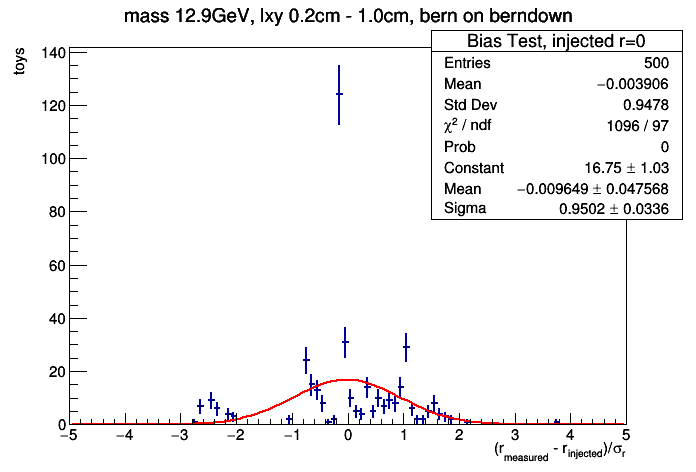 mass 12.9GeV, lxy 0.2cm - 1.0cm, bern on berndown
Bias Test, injected r=0
Entries 500
Mean −0.003906
Std Dev 0.9478
χ² / ndf 1096 / 97
Prob 0
Constant 16.75 ± 1.03
Mean −0.009649 ± 0.047568
Sigma 0.9502 ± 0.0336
toys
140
120
100
80
60
40
20
0
−5 −4 −3 −2 −1 0 1 2 3 4 5
(r_measured - r_injected)/σ_r